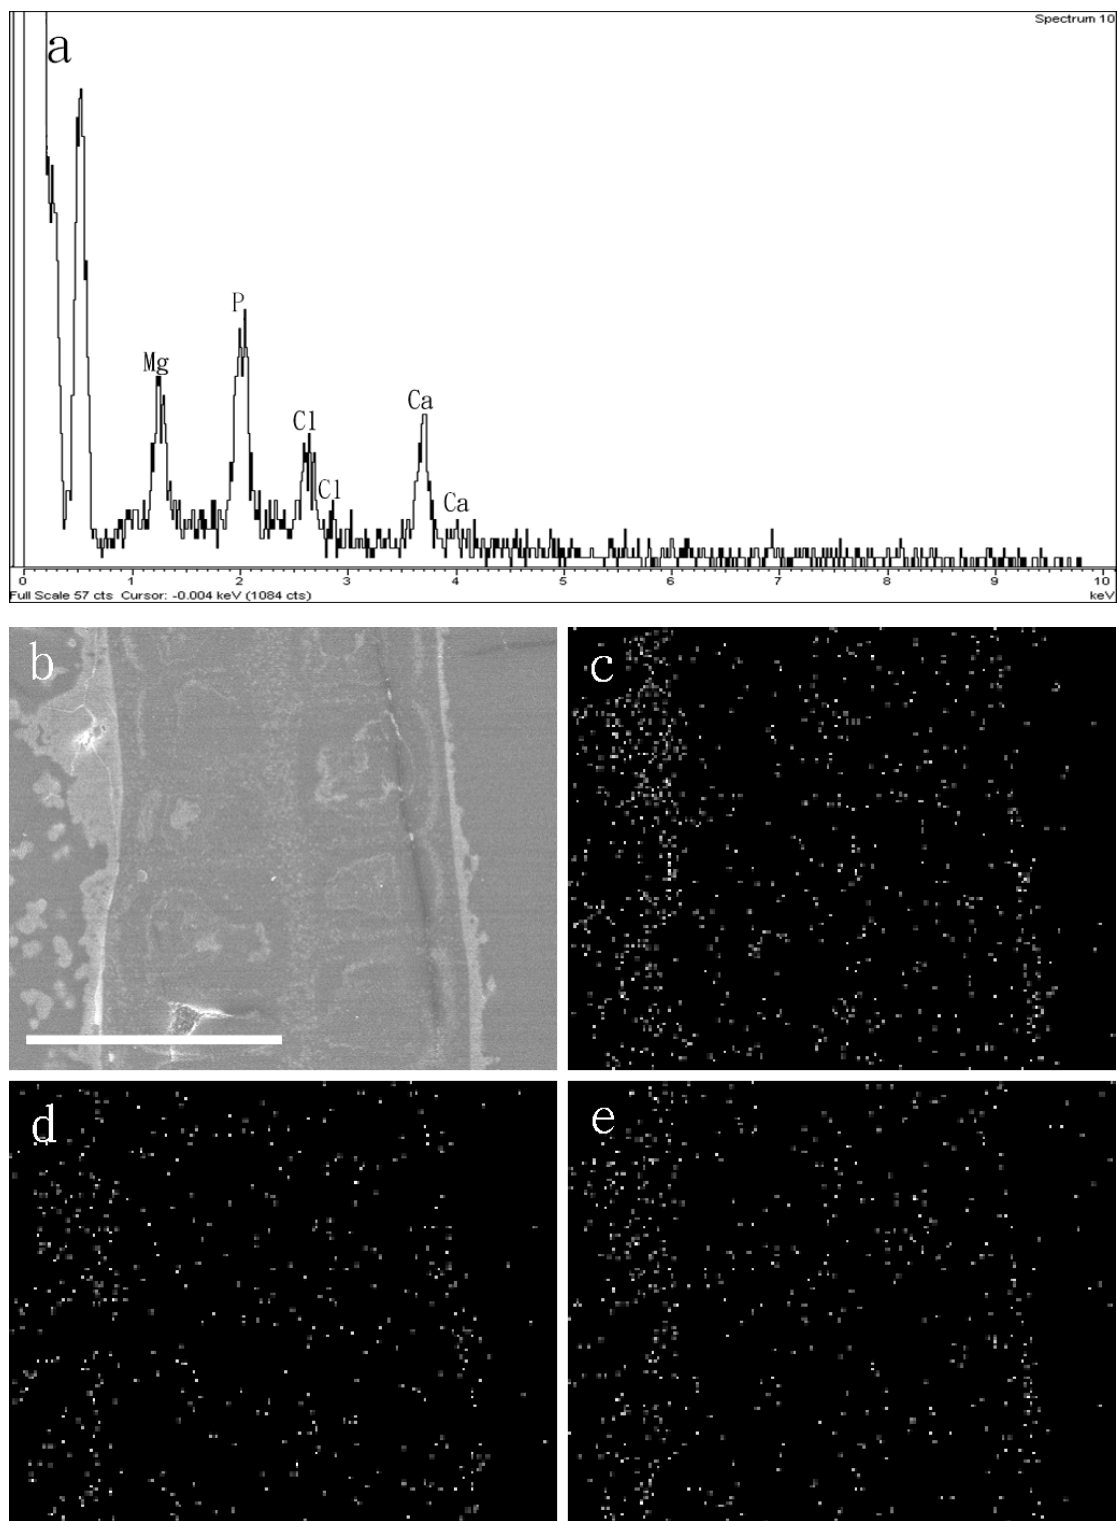 Spectrum 10
a
P
Mg
Cl
Cl
Ca
Ca
0 1 2 3 4 5 6 7 8 9 10
Full Scale 57 cts Cursor: -0.004 keV (1084 cts) keV
b
c
d
e